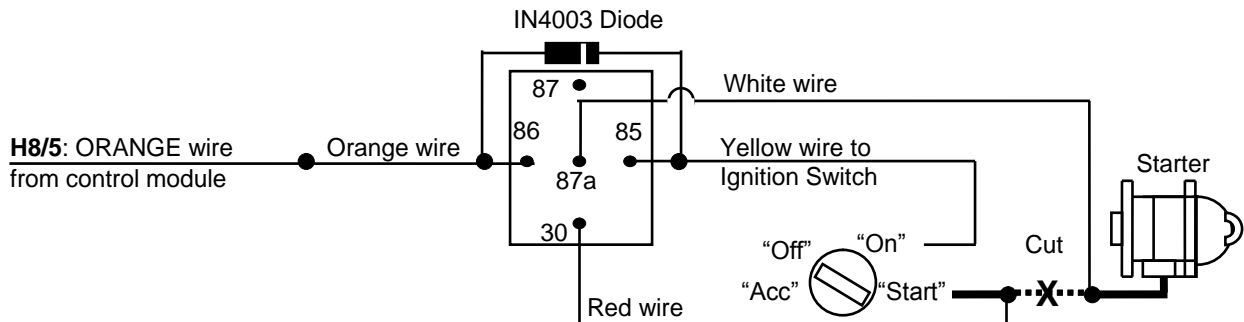 IN4003 Diode
87
White wire
86
85
H8/5: ORANGE wire
from control module
Orange wire
Yellow wire to
Ignition Switch
87a
Starter
30
“Off”
“On”
Cut
“Acc”
“Start”
X
Red wire